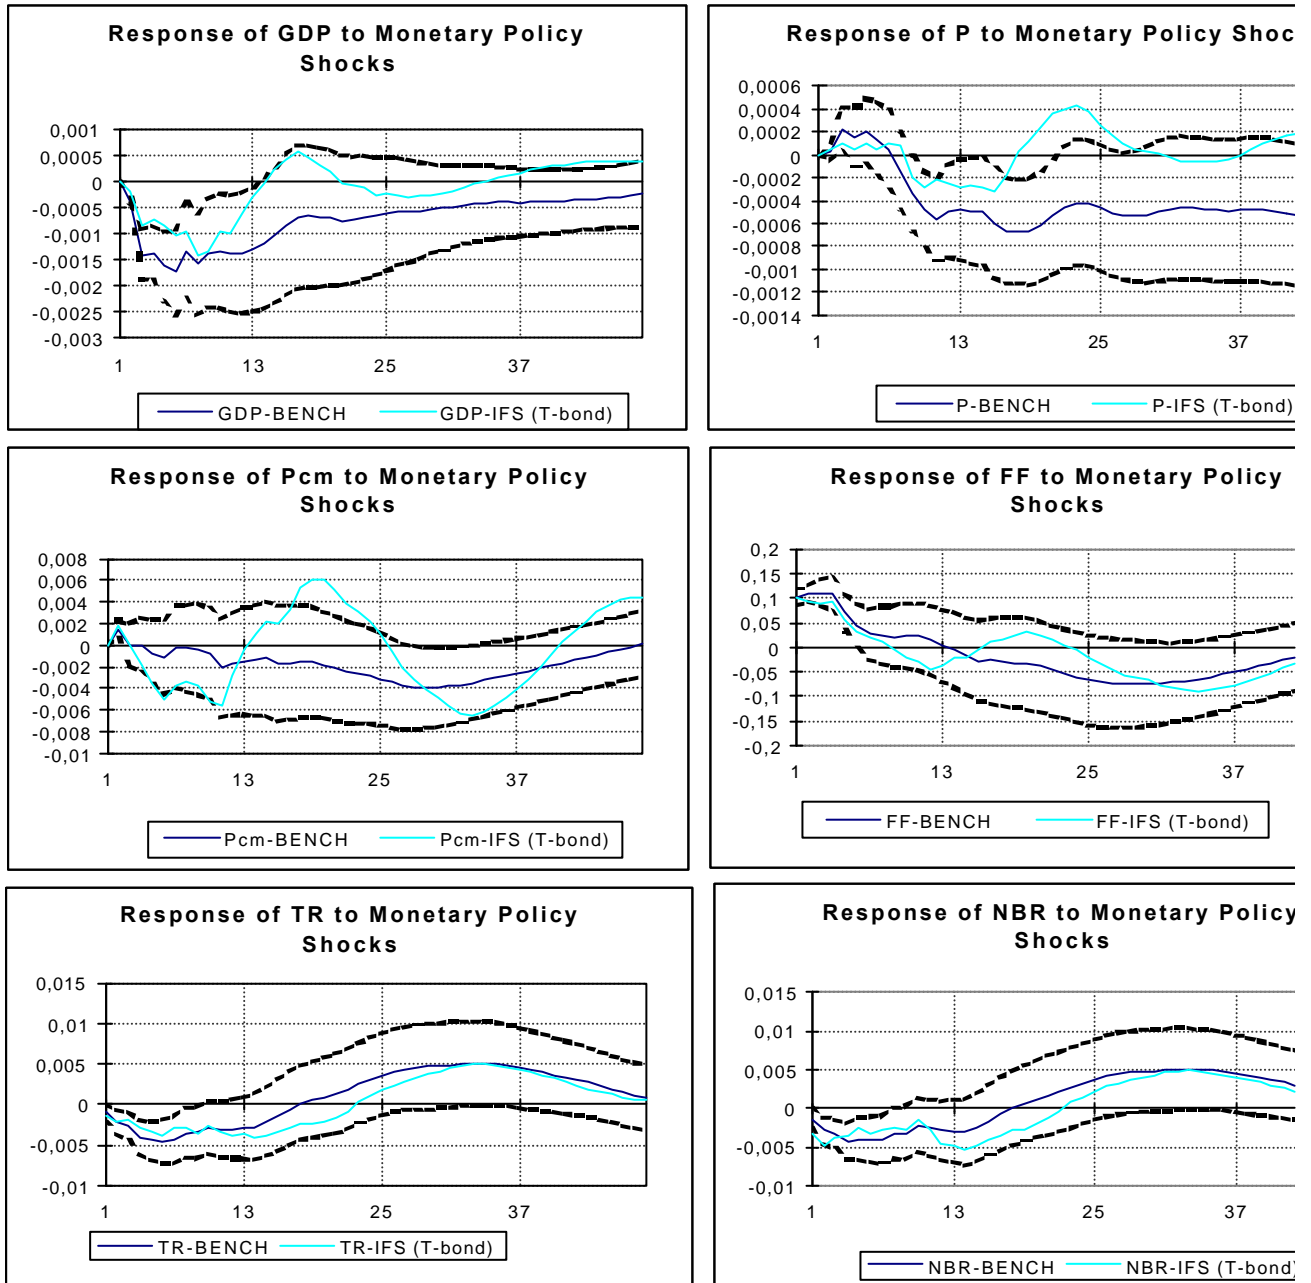 Response of GDP to Monetary Policy
Shocks
0,001
0,0005
0
-0,0005
-0,001
-0,0015
-0,002
-0,0025
-0,003
1 13 25 37
GDP-BENCH GDP-IFS (T-bond)
Response of P to Monetary Policy Shoc
0,0006
0,0004
0,0002
0
-0,0002
-0,0004
-0,0006
-0,0008
-0,001
-0,0012
-0,0014
1 13 25 37
P-BENCH P-IFS (T-bond)
Response of Pcm to Monetary Policy
Shocks
0,008
0,006
0,004
0,002
0
-0,002
-0,004
-0,006
-0,008
-0,01
1 13 25 37
Pcm-BENCH Pcm-IFS (T-bond)
Response of FF to Monetary Policy
Shocks
0,2
0,15
0,1
0,05
0
-0,05
-0,1
-0,15
-0,2
1 13 25 37
FF-BENCH FF-IFS (T-bond)
Response of TR to Monetary Policy
Shocks
0,015
0,01
0,005
0
-0,005
-0,01
1 13 25 37
TR-BENCH TR-IFS (T-bond)
Response of NBR to Monetary Policy
Shocks
0,015
0,01
0,005
0
-0,005
-0,01
1 13 25 37
NBR-BENCH NBR-IFS (T-bond)